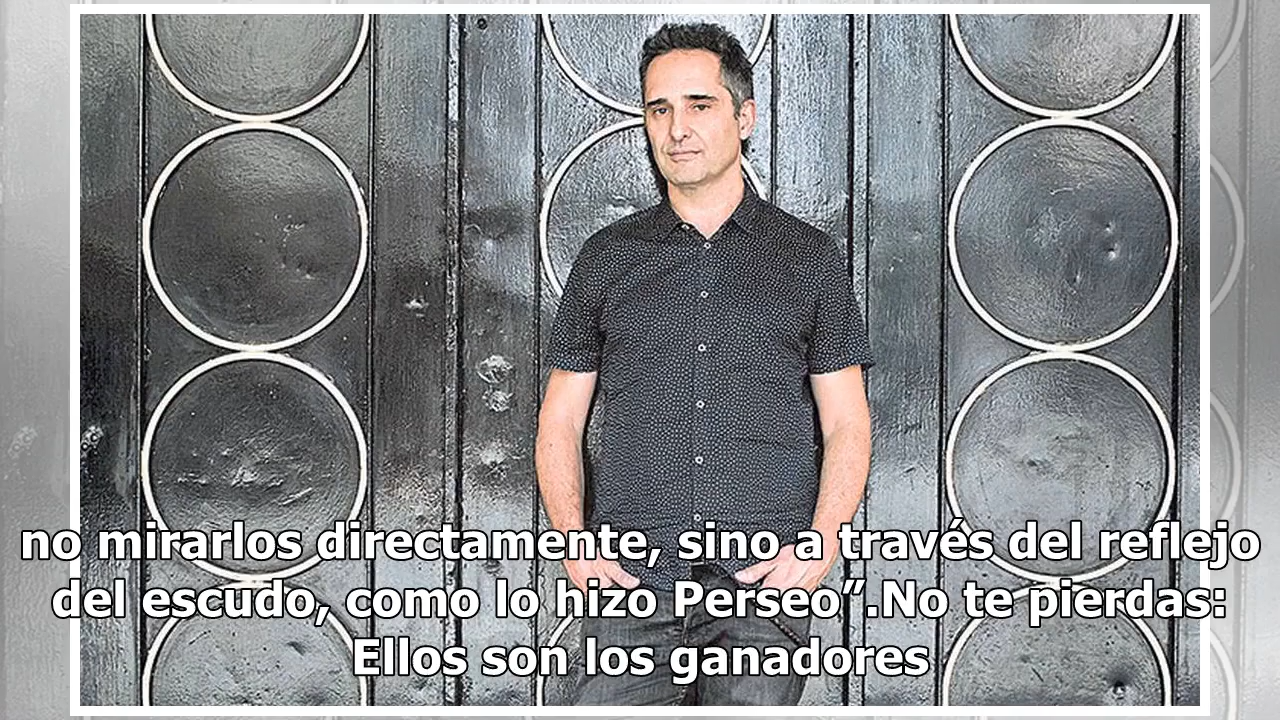 no mirarlos directamente, sino a través del reflejo
del escudo, como lo hizo Perseo”.No te pierdas:
Ellos son los ganadores